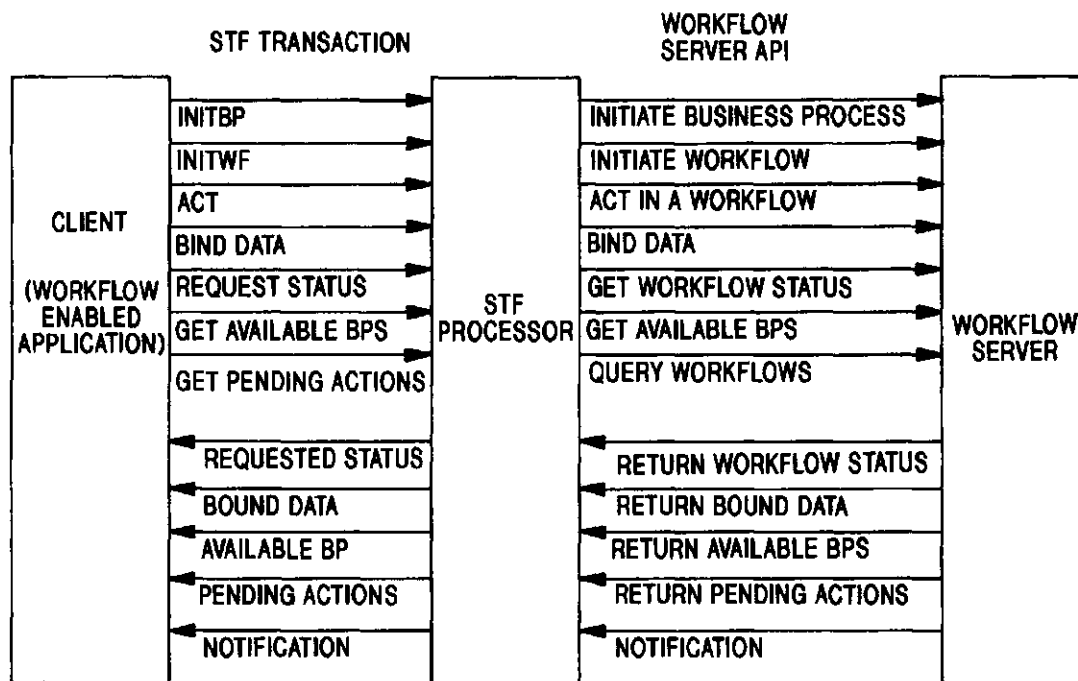 STF TRANSACTION
WORKFLOW
SERVER API
INITBP
INITIATE BUSINESS PROCESS
INITWF
INITIATE WORKFLOW
ACT
ACT IN A WORKFLOW
CLIENT
BIND DATA
BIND DATA
(WORKFLOW
ENABLED
APPLICATION)
REQUEST STATUS
GET WORKFLOW STATUS
STF
PROCESSOR
GET AVAILABLE BPS
GET AVAILABLE BPS
WORKFLOW
SERVER
GET PENDING ACTIONS
QUERY WORKFLOWS
REQUESTED STATUS
RETURN WORKFLOW STATUS
BOUND DATA
RETURN BOUND DATA
AVAILABLE BP
RETURN AVAILABLE BPS
PENDING ACTIONS
RETURN PENDING ACTIONS
NOTIFICATION
NOTIFICATION